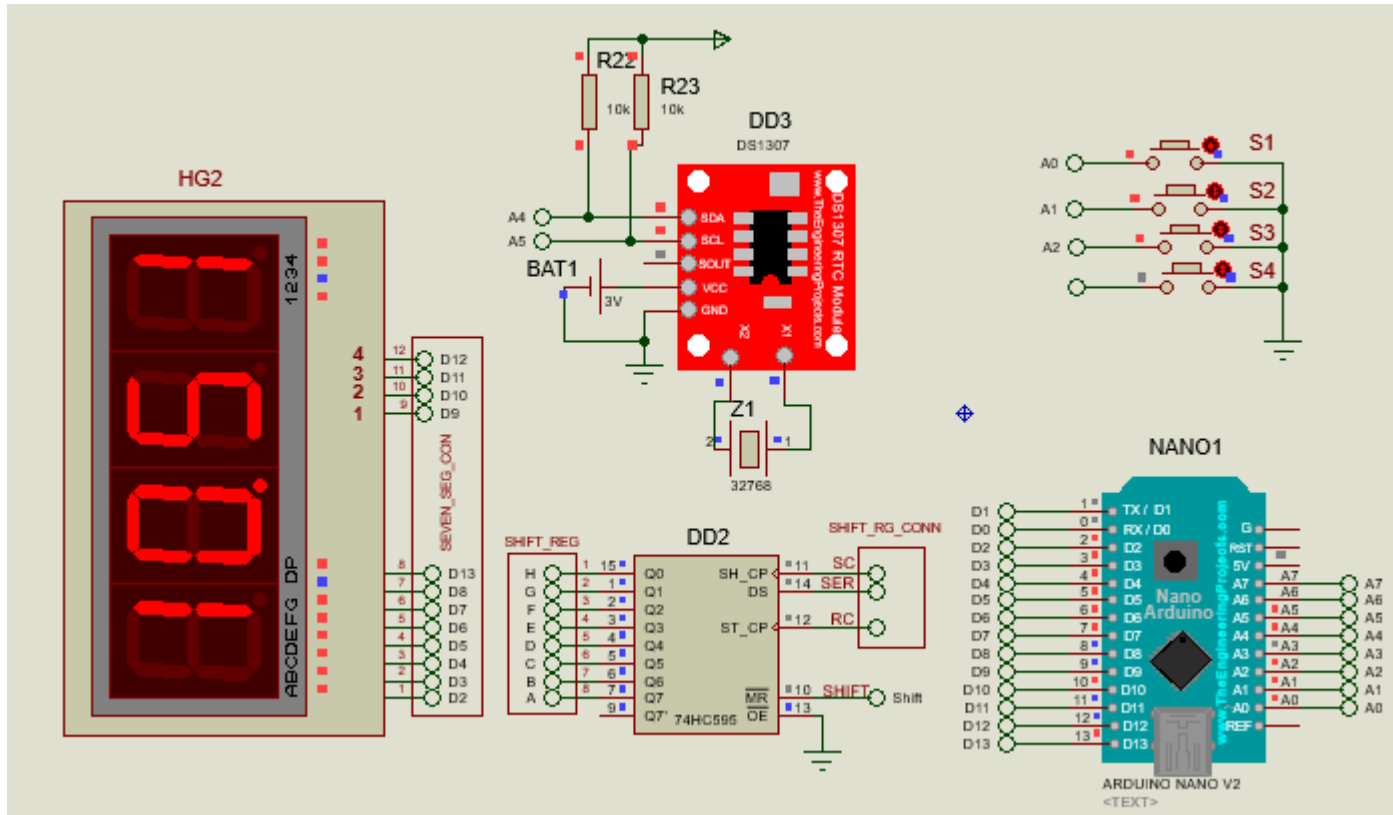 R22
10k
R23
10k
DD3
DS1307
SDA
SCL
SOUT
VCC
GND
X2
X1
DS1307 RTC Module
www.TheEngineeringProjects.com
A4
A5
BAT1
3V
Z1
2
1
32768
A0
S1
A1
S2
A2
S3
S4
HG2
1234
ABCDEFG DP
4 12 D12
3 11 D11
2 10 D10
1 9 D9
SEVEN_SEG_CON
8 D13
7 D8
6 D7
5 D6
4 D5
3 D4
2 D3
1 D2
SHIFT_REG
H 1 15 Q0
G 2 1 Q1
F 3 2 Q2
E 4 3 Q3
D 5 4 Q4
C 6 5 Q5
B 7 6 Q6
A 8 7 Q7
9 Q7'
DD2
SH_CP 11 SC
DS 14 SER
ST_CP 12 RC
MR 10 SHIFT Shift
OE 13
74HC595
SHIFT_RG_CONN
NANO1
D1 1 TX / D1
D0 0 RX / D0
D2 2 D2
D3 3 D3
D4 4 D4
D5 5 D5
D6 6 D6
D7 7 D7
D8 8 D8
D9 9 D9
D10 10 D10
D11 11 D11
D12 12 D12
D13 13 D13
Nano
Arduino
www.TheEngineeringProjects.com
G
RST
5V
A7 A7 A7
A6 A6 A6
A5 A5 A5
A4 A4 A4
A3 A3 A3
A2 A2 A2
A1 A1 A1
A0 A0 A0
REF
ARDUINO NANO V2
<TEXT>